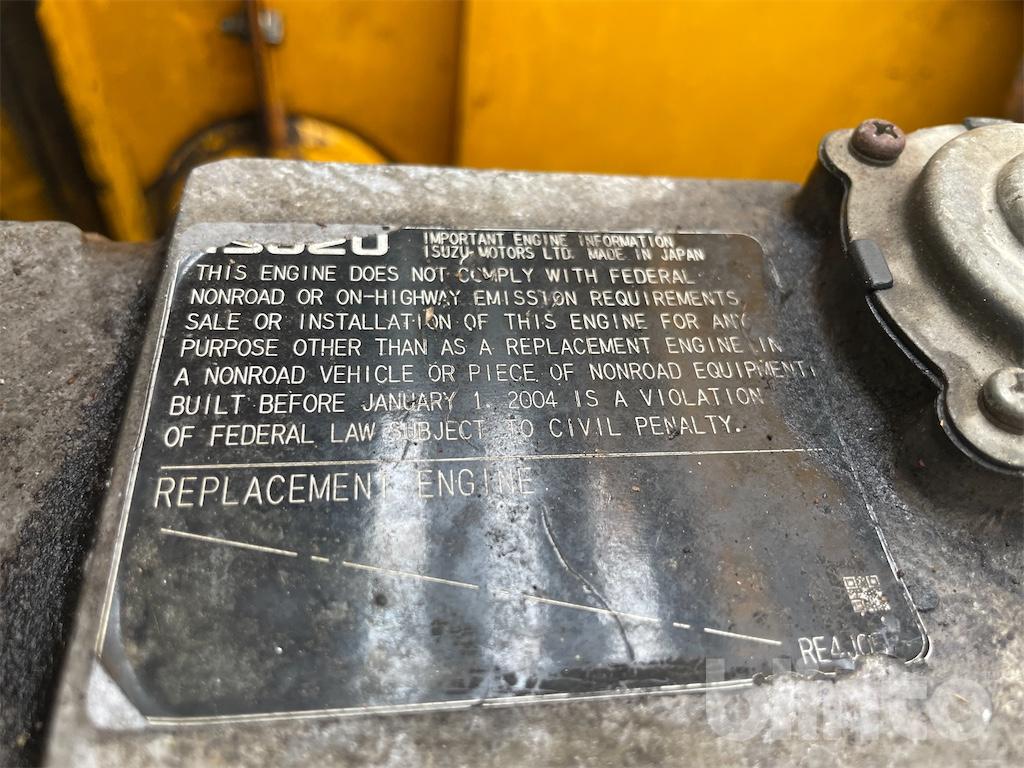 ISUZU
IMPORTANT ENGINE INFORMATION
ISUZU MOTORS LTD. MADE IN JAPAN
THIS ENGINE DOES NOT COMPLY WITH FEDERAL
NONROAD OR ON-HIGHWAY EMISSION REQUIREMENTS
SALE OR INSTALLATION OF THIS ENGINE FOR ANY
PURPOSE OTHER THAN AS A REPLACEMENT ENGINE IN
A NONROAD VEHICLE OR PIECE OF NONROAD EQUIPMENT
BUILT BEFORE JANUARY 1, 2004 IS A VIOLATION
OF FEDERAL LAW SUBJECT TO CIVIL PENALTY.
REPLACEMENT ENGINE
blinto